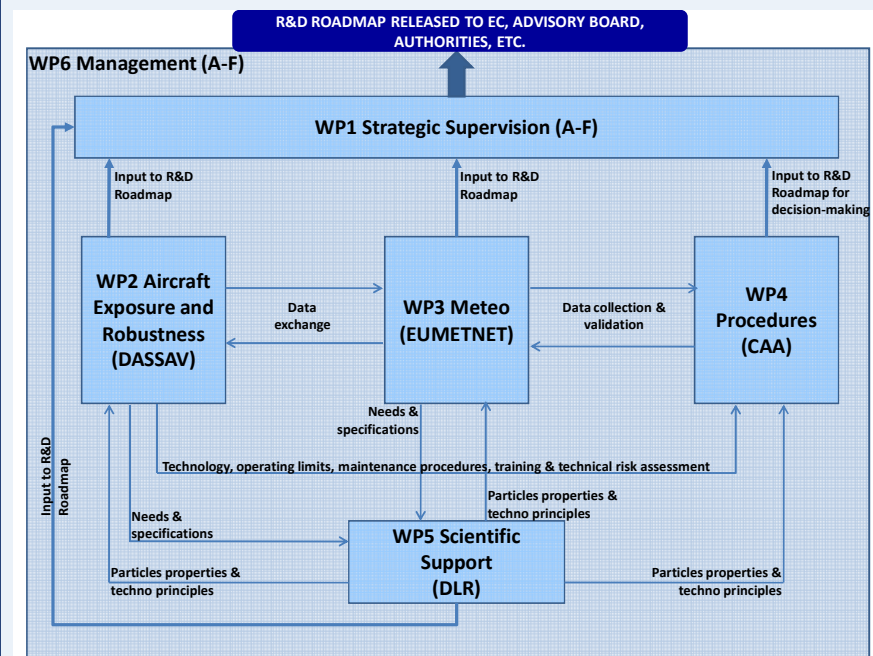 R&D ROADMAP RELEASED TO EC, ADVISORY BOARD,
AUTHORITIES, ETC.
WP6 Management (A-F)
WP1 Strategic Supervision (A-F)
Input to R&D
Roadmap
Input to R&D
Roadmap
Input to R&D
Roadmap for
decision-making
WP2 Aircraft
Exposure and
Robustness
(DASSAV)
Data
exchange
WP3 Meteo
(EUMETNET)
Data collection &
validation
WP4
Procedures
(CAA)
Needs &
specifications
Technology, operating limits, maintenance procedures, training & technical risk assessment
Input to R&D
Roadmap
Needs &
specifications
Particles properties &
techno principles
WP5 Scientific
Support
(DLR)
Particles properties &
techno principles
Particles properties &
techno principles